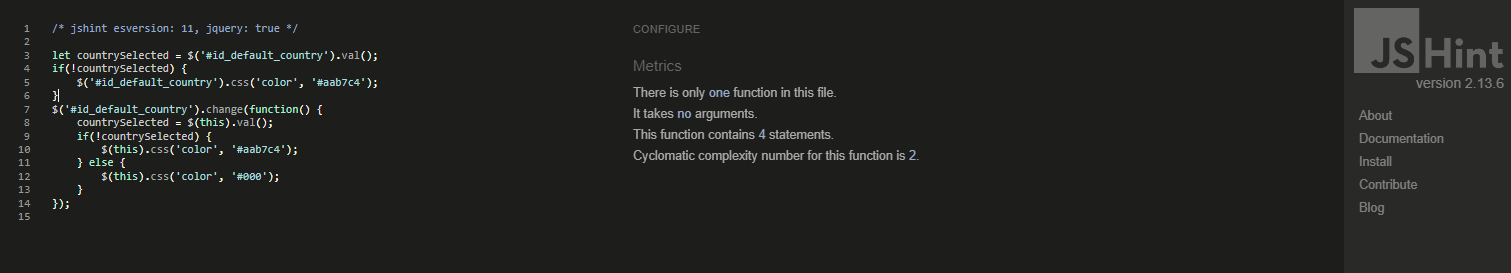 1 /* jshint esversion: 11, jquery: true */
2
3 let countrySelected = $('#id_default_country').val();
4 if(!countrySelected) {
5     $('#id_default_country').css('color', '#aab7c4');
6 }
7 $('#id_default_country').change(function() {
8     countrySelected = $(this).val();
9     if(!countrySelected) {
10         $(this).css('color', '#aab7c4');
11     } else {
12         $(this).css('color', '#000');
13     }
14 });
15
CONFIGURE
Metrics
There is only one function in this file.
It takes no arguments.
This function contains 4 statements.
Cyclomatic complexity number for this function is 2.
JSHint
version 2.13.6
About
Documentation
Install
Contribute
Blog